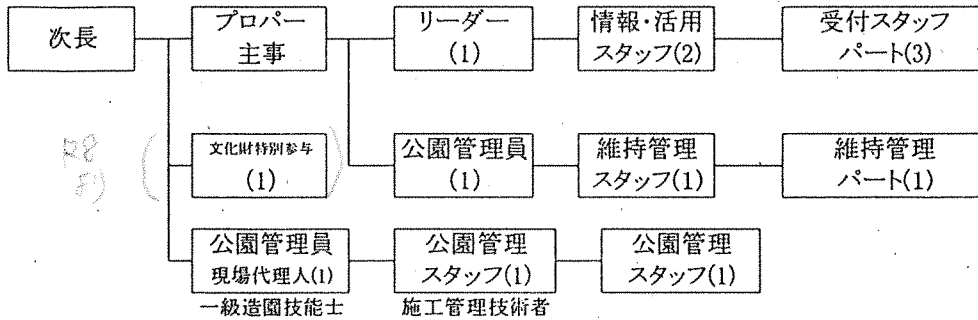 次長
プロパー
主事
リーダー
(1)
情報・活用
スタッフ(2)
受付スタッフ
パート(3)
R8
より
文化財特別参与
(1)
公園管理員
(1)
維持管理
スタッフ(1)
維持管理
パート(1)
公園管理員
現場代理人(1)
一級造園技能士
公園管理
スタッフ(1)
施工管理技術者
公園管理
スタッフ(1)